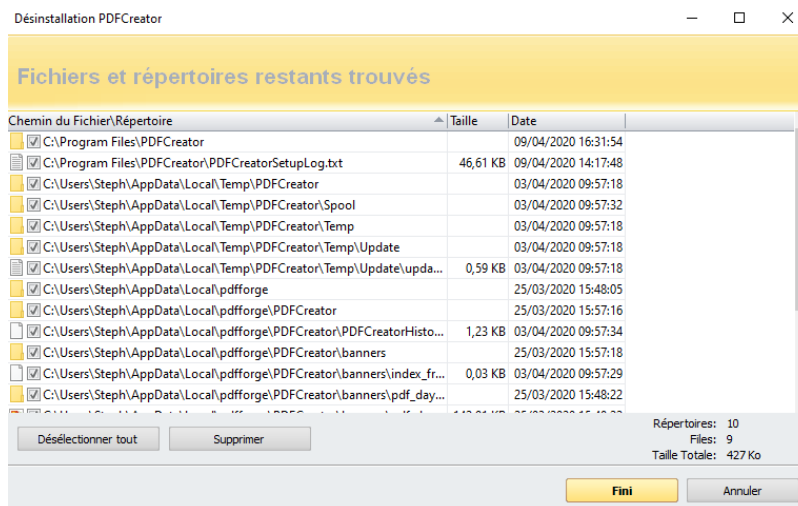 Désinstallation PDFCreator
Fichiers et répertoires restants trouvés
Chemin du Fichier\Répertoire Taille Date
C:\Program Files\PDFCreator 09/04/2020 16:31:54
C:\Program Files\PDFCreator\PDFCreatorSetupLog.txt 46,61 KB 09/04/2020 14:17:48
C:\Users\Steph\AppData\Local\Temp\PDFCreator 03/04/2020 09:57:18
C:\Users\Steph\AppData\Local\Temp\PDFCreator\Spool 03/04/2020 09:57:32
C:\Users\Steph\AppData\Local\Temp\PDFCreator\Temp 03/04/2020 09:57:18
C:\Users\Steph\AppData\Local\Temp\PDFCreator\Temp\Update 03/04/2020 09:57:18
C:\Users\Steph\AppData\Local\Temp\PDFCreator\Temp\Update\upda... 0,59 KB 03/04/2020 09:57:18
C:\Users\Steph\AppData\Local\pdfforge 25/03/2020 15:48:05
C:\Users\Steph\AppData\Local\pdfforge\PDFCreator 25/03/2020 15:57:16
C:\Users\Steph\AppData\Local\pdfforge\PDFCreator\PDFCreatorHisto... 1,23 KB 03/04/2020 09:57:34
C:\Users\Steph\AppData\Local\pdfforge\PDFCreator\banners 25/03/2020 15:57:18
C:\Users\Steph\AppData\Local\pdfforge\PDFCreator\banners\index_fr... 0,03 KB 03/04/2020 09:57:29
C:\Users\Steph\AppData\Local\pdfforge\PDFCreator\banners\pdf_day... 25/03/2020 15:48:22
Répertoires: 10
Désélectionner tout Supprimer Files: 9
Taille Totale: 427 Ko
Fini Annuler